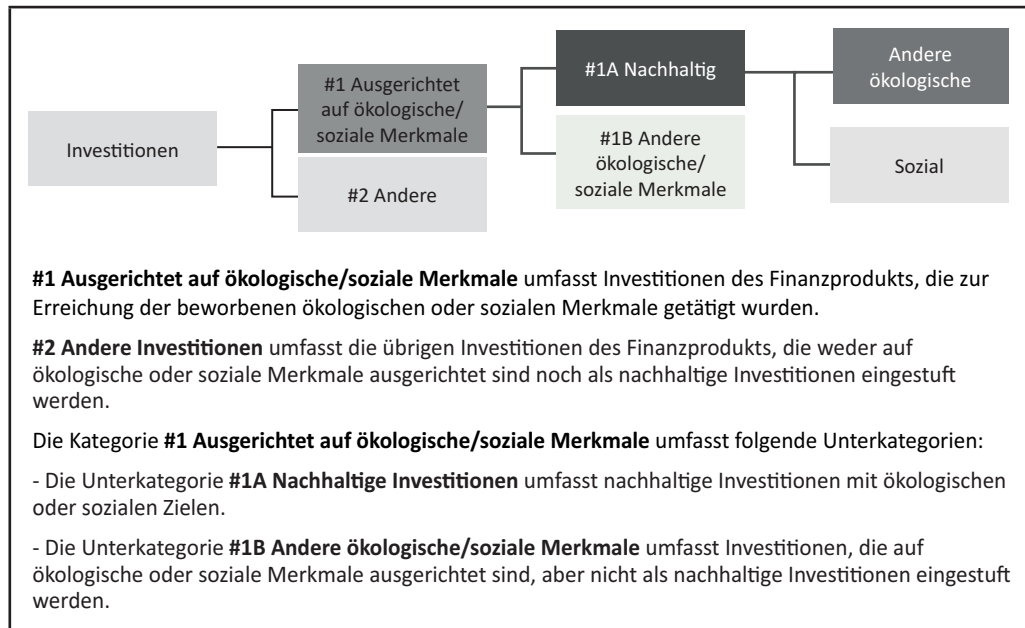 Investitionen
#1 Ausgerichtet
auf ökologische/
soziale Merkmale
#2 Andere
#1A Nachhaltig
#1B Andere
ökologische/
soziale Merkmale
Andere
ökologische
Sozial
#1 Ausgerichtet auf ökologische/soziale Merkmale umfasst Investitionen des Finanzprodukts, die zur
Erreichung der beworbenen ökologischen oder sozialen Merkmale getätigt wurden.
#2 Andere Investitionen umfasst die übrigen Investitionen des Finanzprodukts, die weder auf
ökologische oder soziale Merkmale ausgerichtet sind noch als nachhaltige Investitionen eingestuft
werden.
Die Kategorie #1 Ausgerichtet auf ökologische/soziale Merkmale umfasst folgende Unterkategorien:
- Die Unterkategorie #1A Nachhaltige Investitionen umfasst nachhaltige Investitionen mit ökologischen
oder sozialen Zielen.
- Die Unterkategorie #1B Andere ökologische/soziale Merkmale umfasst Investitionen, die auf
ökologische oder soziale Merkmale ausgerichtet sind, aber nicht als nachhaltige Investitionen eingestuft
werden.